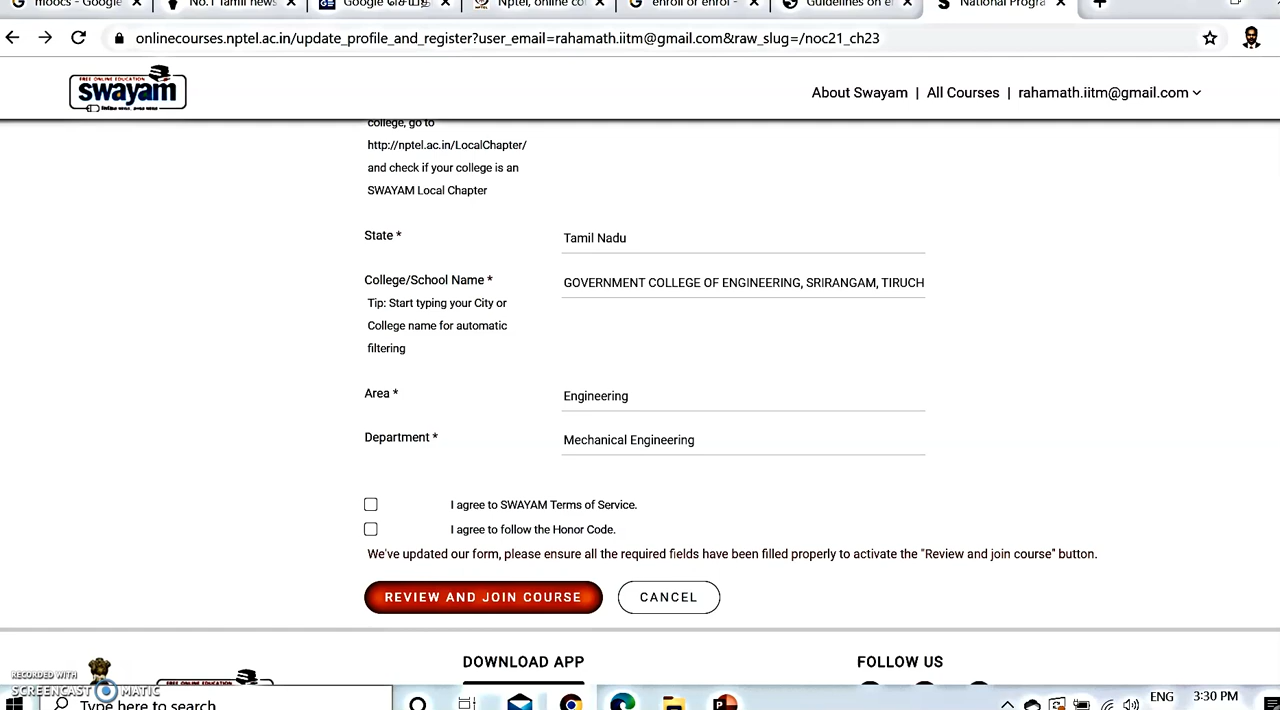 moocs - Google
No.1 Tamil news
Google
Nptel, online co
enroll or enrol -
Guidelines on e
National Progra
onlinecourses.nptel.ac.in/update_profile_and_register?user_email=rahamath.iitm@gmail.com&raw_slug=/noc21_ch23
FREE ONLINE EDUCATION
swayam
About Swayam | All Courses | rahamath.iitm@gmail.com
college, go to
http://nptel.ac.in/LocalChapter/
and check if your college is an
SWAYAM Local Chapter
State * Tamil Nadu
College/School Name * GOVERNMENT COLLEGE OF ENGINEERING, SRIRANGAM, TIRUCH
Tip: Start typing your City or
College name for automatic
filtering
Area * Engineering
Department * Mechanical Engineering
I agree to SWAYAM Terms of Service.
I agree to follow the Honor Code.
We've updated our form, please ensure all the required fields have been filled properly to activate the "Review and join course" button.
REVIEW AND JOIN COURSE CANCEL
DOWNLOAD APP FOLLOW US
RECORDED WITH
SCREENCAST MATIC
Type here to search
ENG 3:30 PM